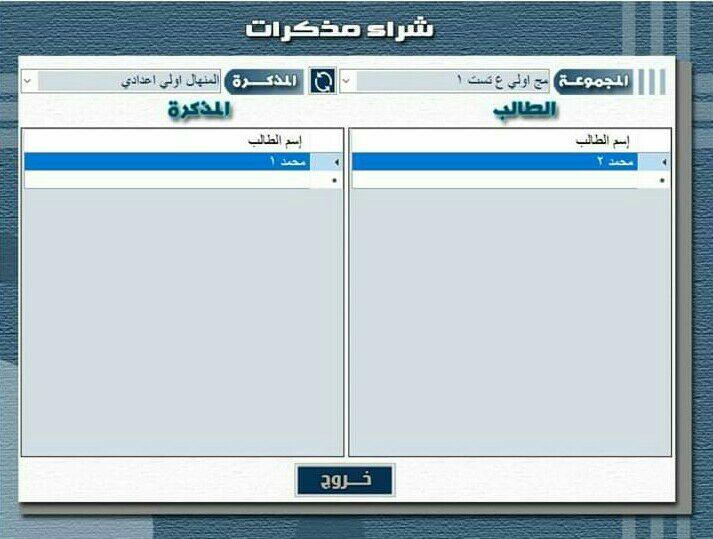 شراء مذكرات
المجموعة مج اولي ع تست ١ المذكرة المنهال اولي اعدادي
الطالب المذكرة
إسم الطالب إسم الطالب
محمد ٢ محمد ١
خروج